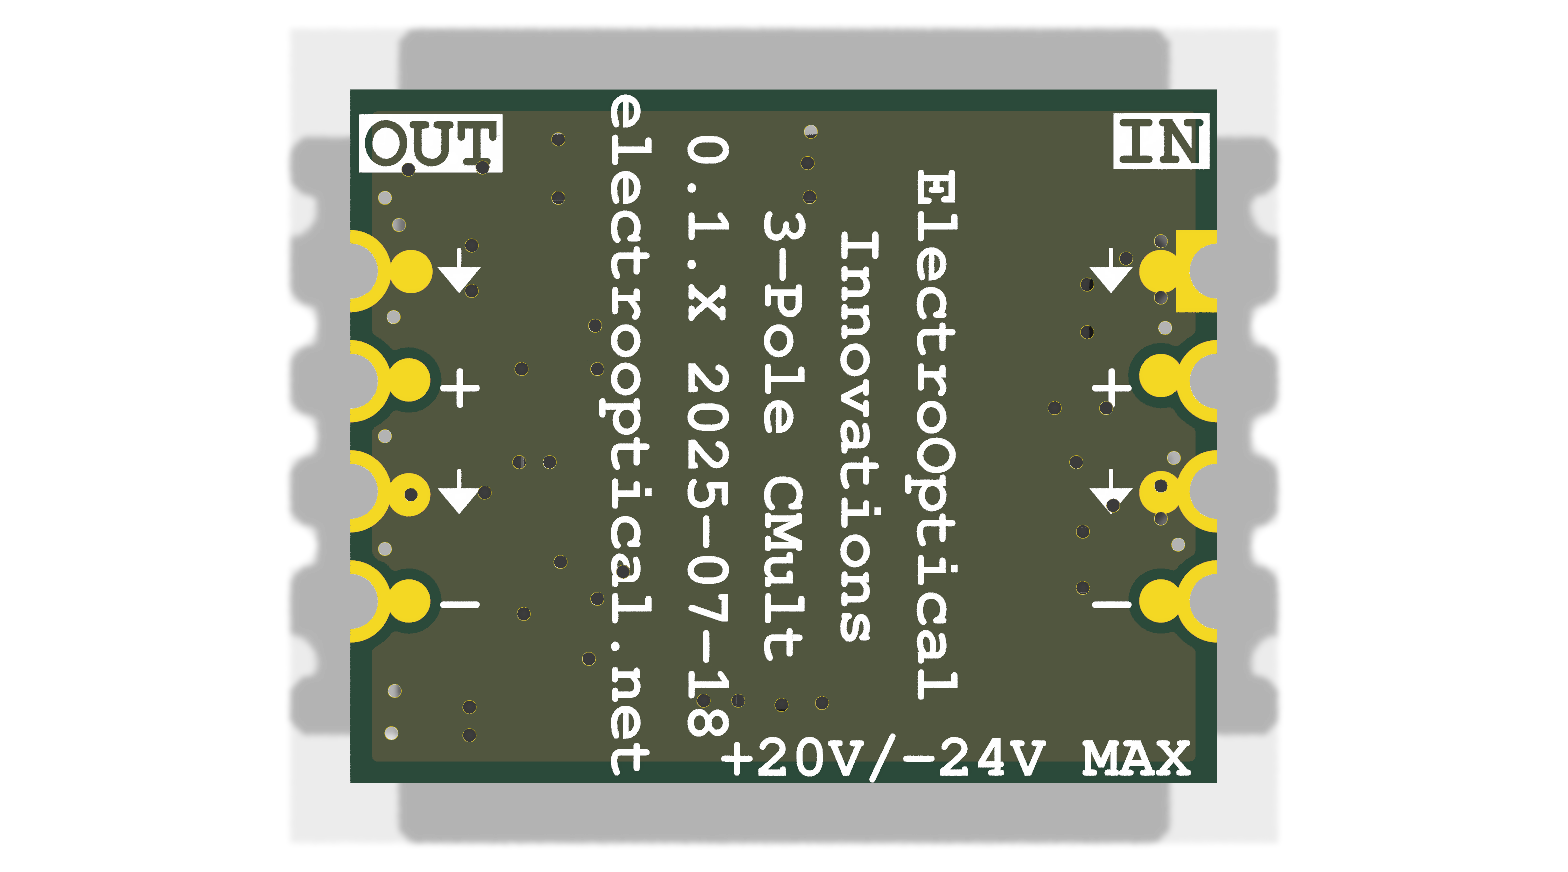 OUT
IN
ElectroOptical
Innovations
3-Pole CMult
0.1.X 2025-07-18
electrooptical.net
+
+
−
−
+20V/-24V MAX